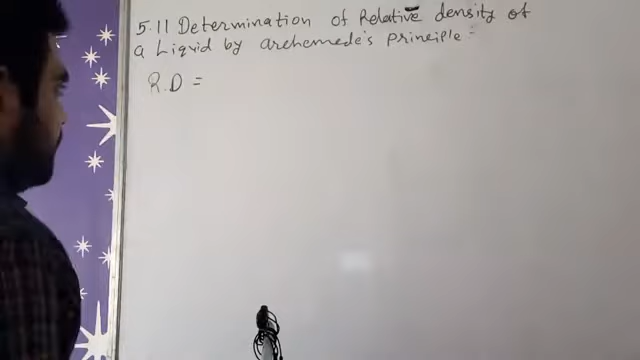 5.11 Determination of Relative density of
a Liquid by archemede's principle :-
R.D =